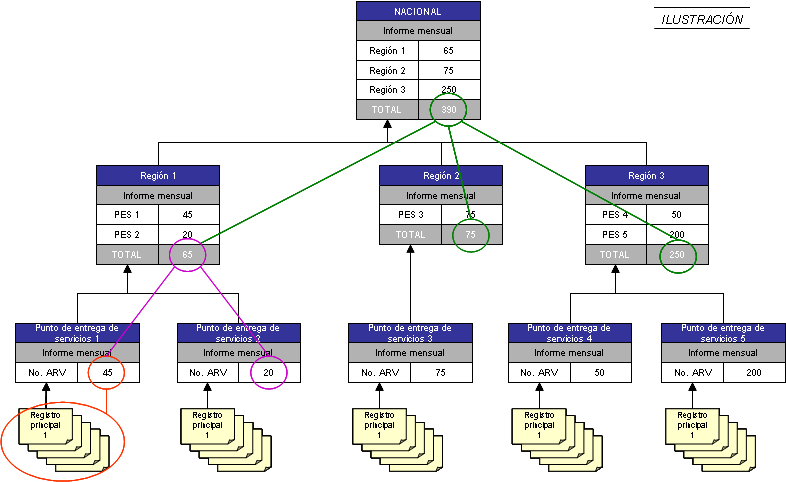 NACIONAL
ILUSTRACIÓN
Informe mensual
Región 1 65
Región 2 75
Región 3 250
TOTAL 390
Región 1
Informe mensual
PES 1 45
PES 2 20
TOTAL 65
Región 2
Informe mensual
PES 3 75
TOTAL 75
Región 3
Informe mensual
PES 4 50
PES 5 200
TOTAL 250
Punto de entrega de
servicios 1
Informe mensual
No. ARV 45
Registro
principal
1
Punto de entrega de
servicios 2
Informe mensual
No. ARV 20
Registro
principal
1
Punto de entrega de
servicios 3
Informe mensual
No. ARV 75
Registro
principal
1
Punto de entrega de
servicios 4
Informe mensual
No. ARV 50
Registro
principal
1
Punto de entrega de
servicios 5
Informe mensual
No. ARV 200
Registro
principal
1